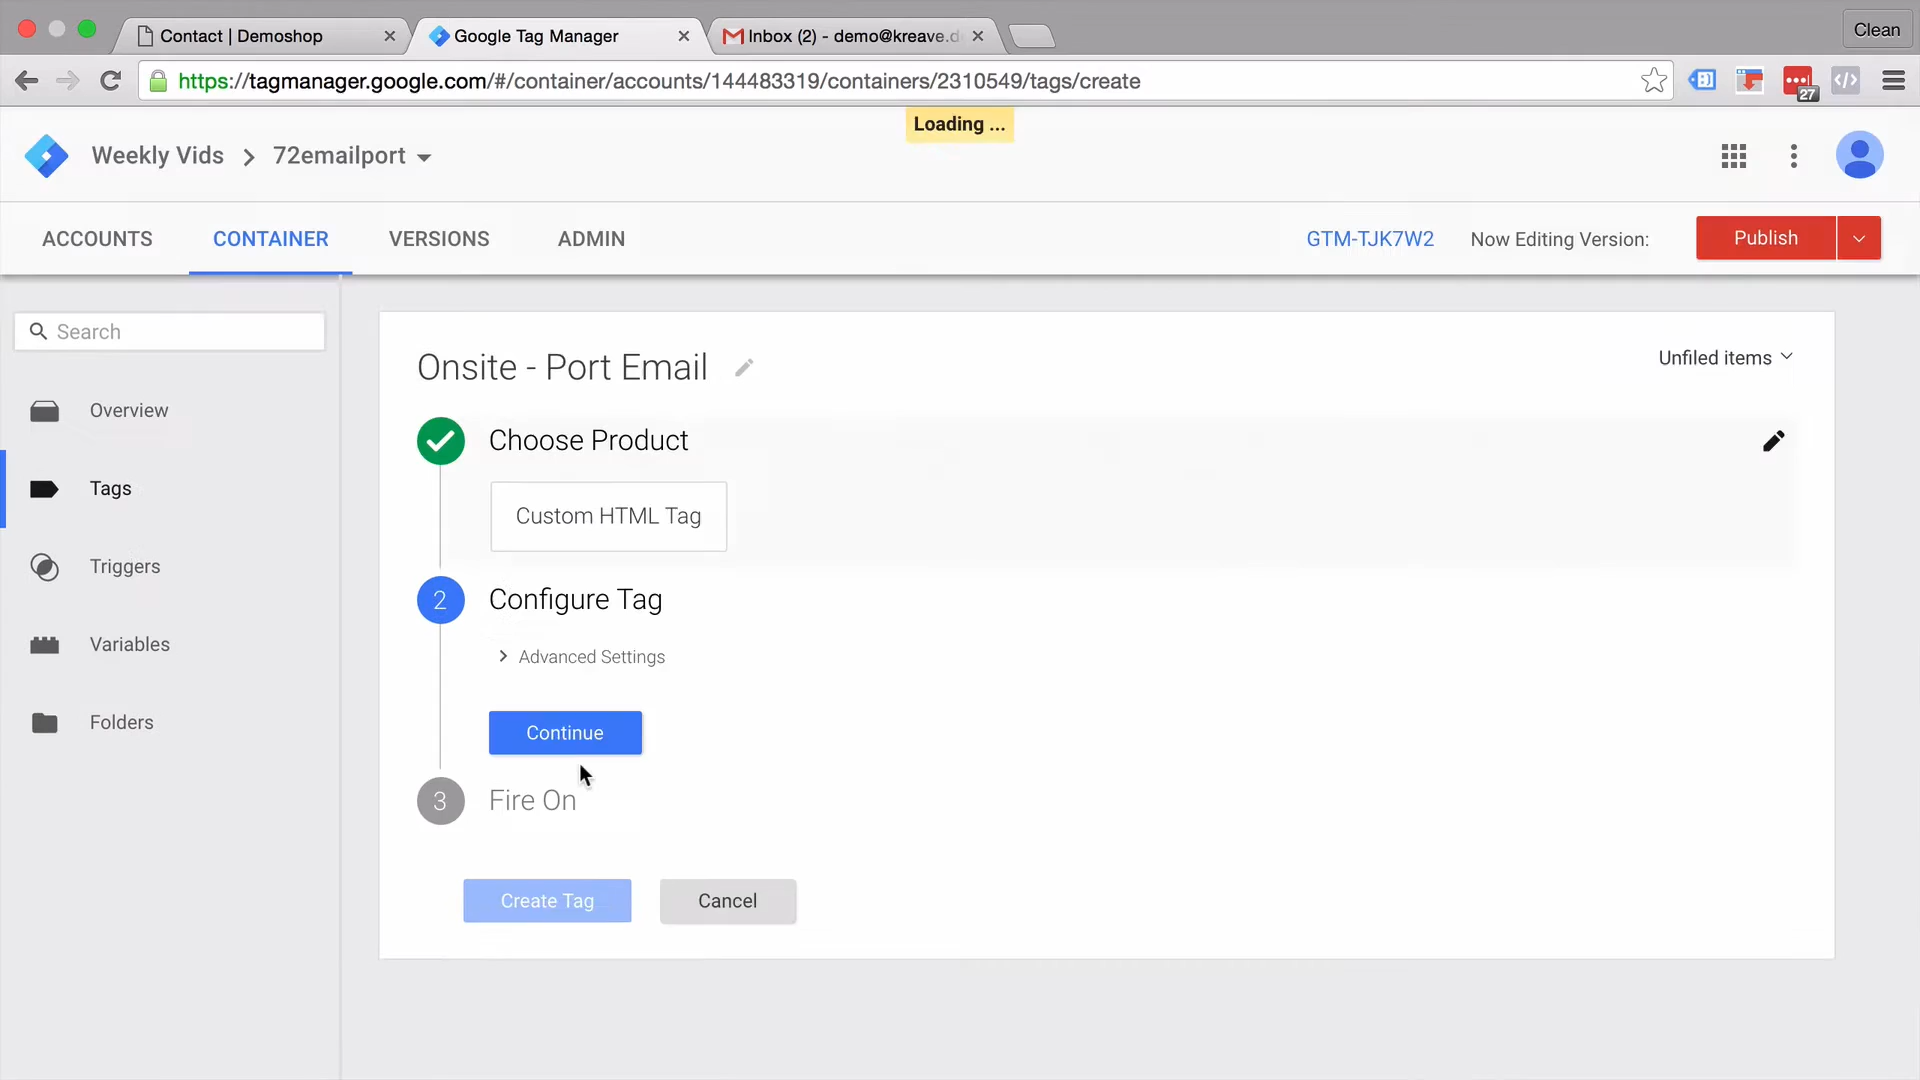 Contact | Demoshop
Google Tag Manager
Inbox (2) - demo@kreave.d
Clean
https://tagmanager.google.com/#/container/accounts/144483319/containers/2310549/tags/create
27
Loading ...
Weekly Vids > 72emailport
ACCOUNTS CONTAINER VERSIONS ADMIN GTM-TJK7W2 Now Editing Version: Publish
Search
Onsite - Port Email
Unfiled items
Overview
Choose Product
Tags
Custom HTML Tag
Triggers
2 Configure Tag
Variables
Advanced Settings
Folders
Continue
3 Fire On
Create Tag Cancel